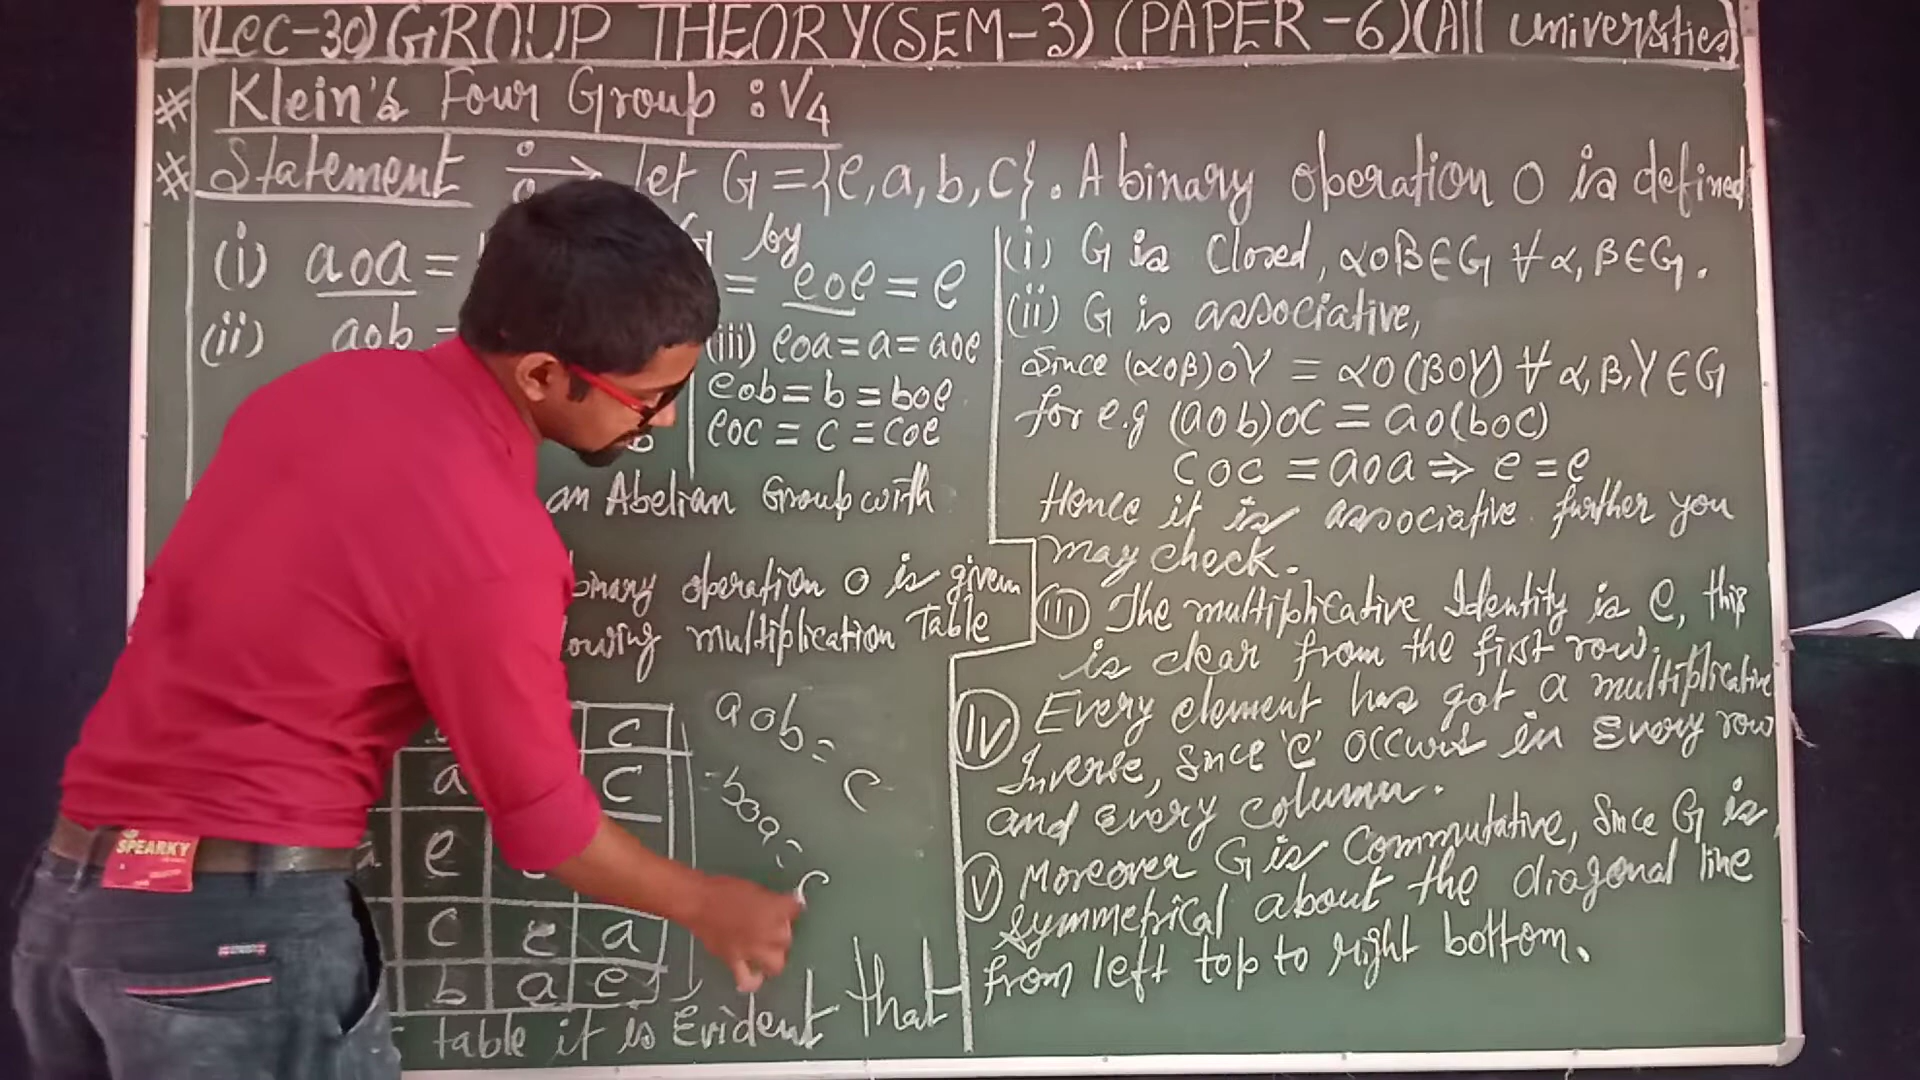 (Lec-30) GROUP THEORY (SEM-3) (PAPER-6) (All universities)
# Klein's Four Group : V4
# Statement : → let G = {e, a, b, c}. A binary operation o is defined
by
(i) aoa = = eoe = e
(ii) aob =
(iii) eoa = a = aoe
eob = b = boe
eoc = c = coe
an Abelian Group with
binary operation o is given
owing multiplication Table
c
a c
a e
c e a
b a e
aob = c
= boa = c
table it is Evident that
(i) G is Closed, αoβ ∈ G ∀ α, β ∈ G.
(ii) G is associative,
Since (αoβ)oγ = αo(βoγ) ∀ α, β, γ ∈ G
for e.g (aob)oc = ao(boc)
coc = aoa ⇒ e = e
Hence it is associative further you
may check.
(iii) The multiplicative Identity is e, this
is clear from the first row.
(iv) Every element has got a multiplicative
Inverse, since 'e' occurs in Every row
and every column.
(v) Moreover G is Commutative, Since G is
symmetrical about the diagonal line
from left top to right bottom.
SPEARKY